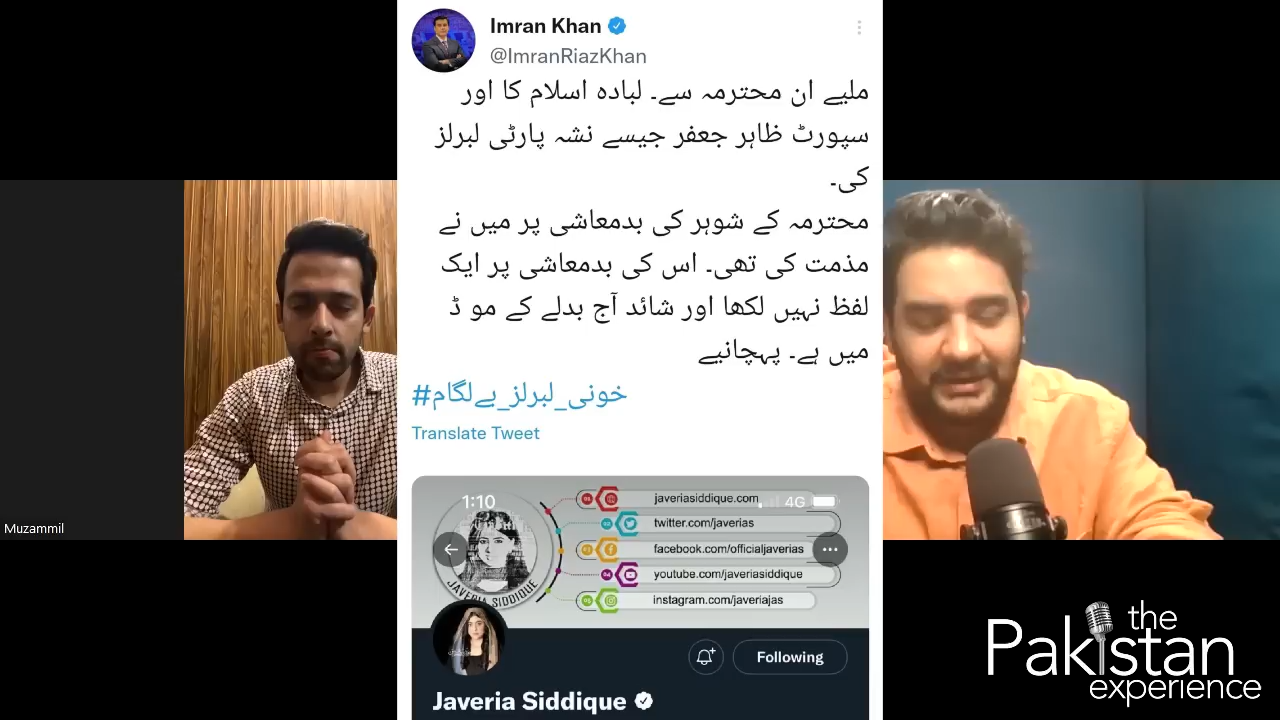 Imran Khan
@ImranRiazKhan
ملیے ان محترمہ سے۔ لبادہ اسلام کا اور
سپورٹ ظاہر جعفر جیسے نشہ پارٹی لبرلز
کی۔
محترمہ کے شوہر کی بدمعاشی پر میں نے
مذمت کی تھی۔ اس کی بدمعاشی پر ایک
لفظ نہیں لکھا اور شائد آج بدلے کے مو ڈ
میں ہے۔ پہچانیے
#خونی_لبرلز_بےلگام
Translate Tweet
1:10
4G
javeriasiddique.com
twitter.com/javerias
facebook.com/officialjaverias
youtube.com/javeriasiddique
instagram.com/javeriajas
JAVERIA SIDDIQUE
Following
Javeria Siddique
Muzammil
the
Pakistan
experience